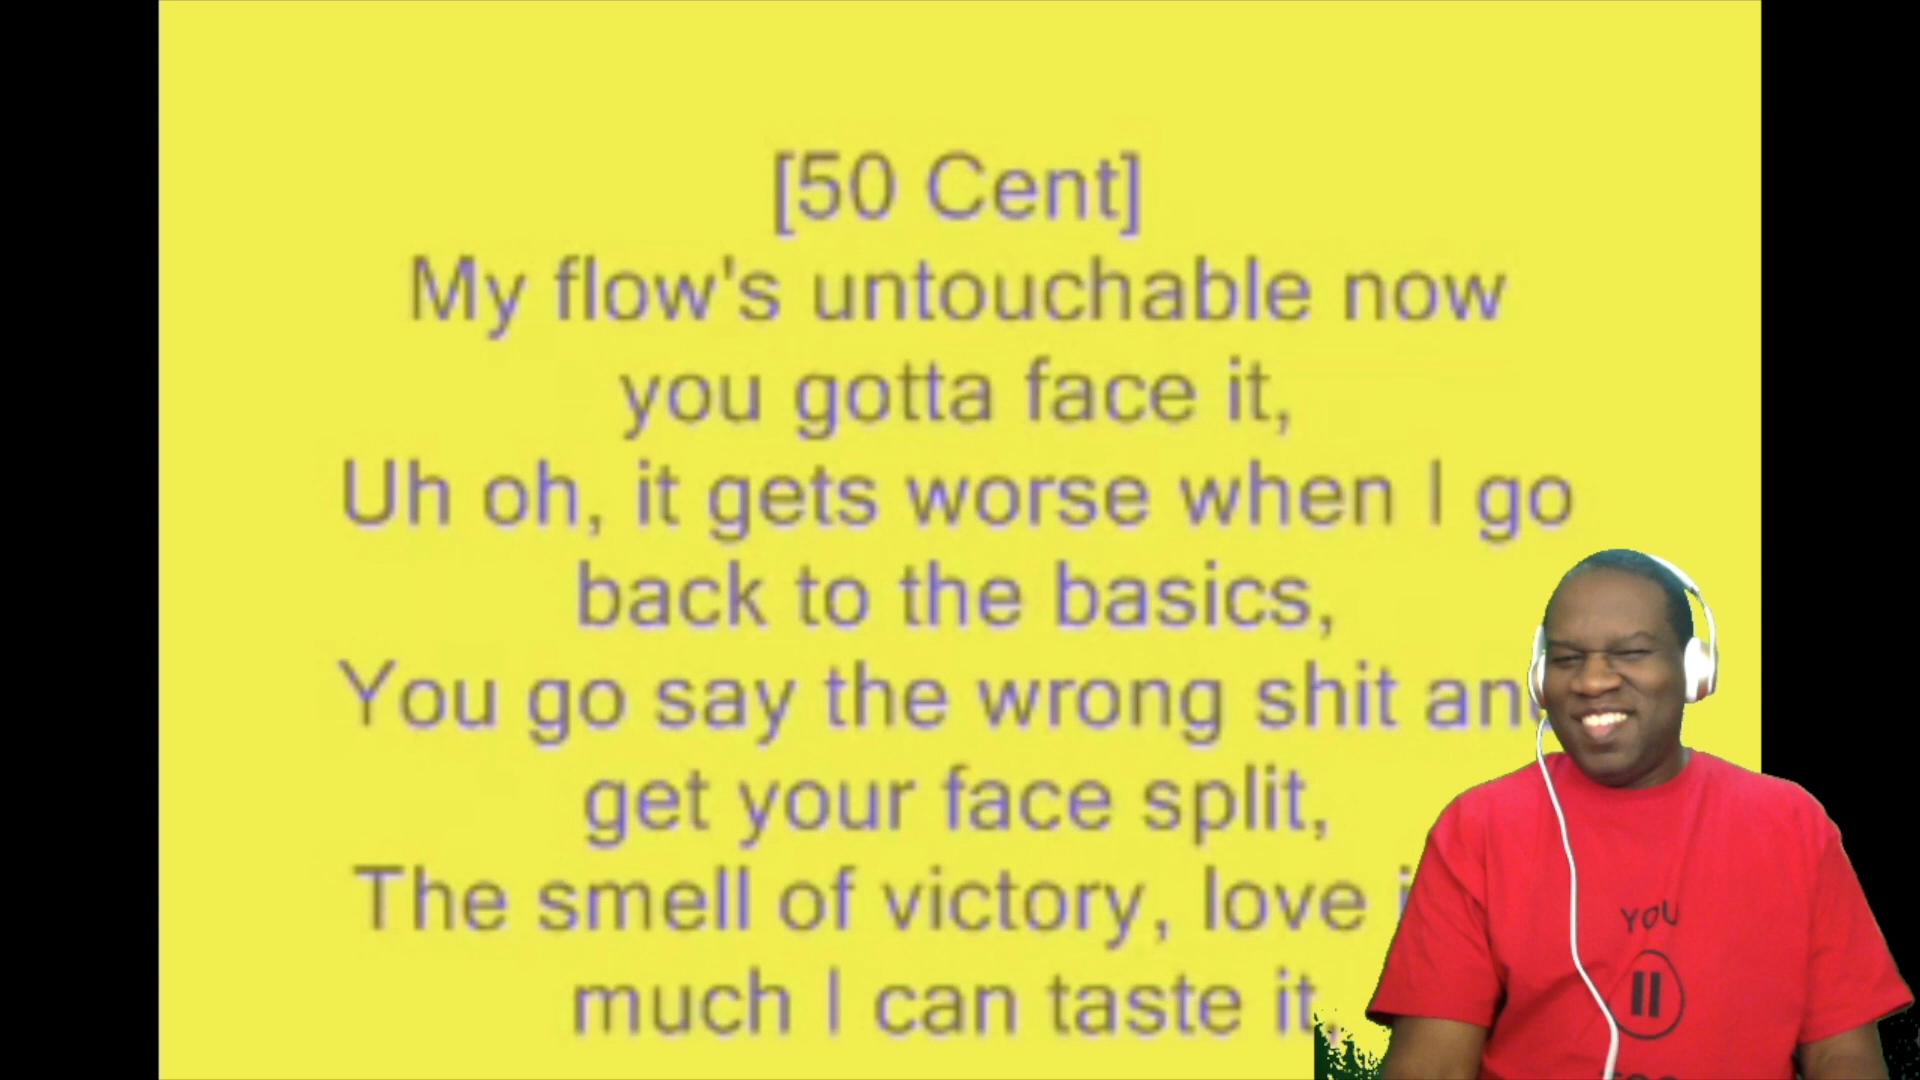 [50 Cent]
My flow's untouchable now
you gotta face it,
Uh oh, it gets worse when I go
back to the basics,
You go say the wrong shit and
get your face split,
The smell of victory, love
much I can taste it,
YOU